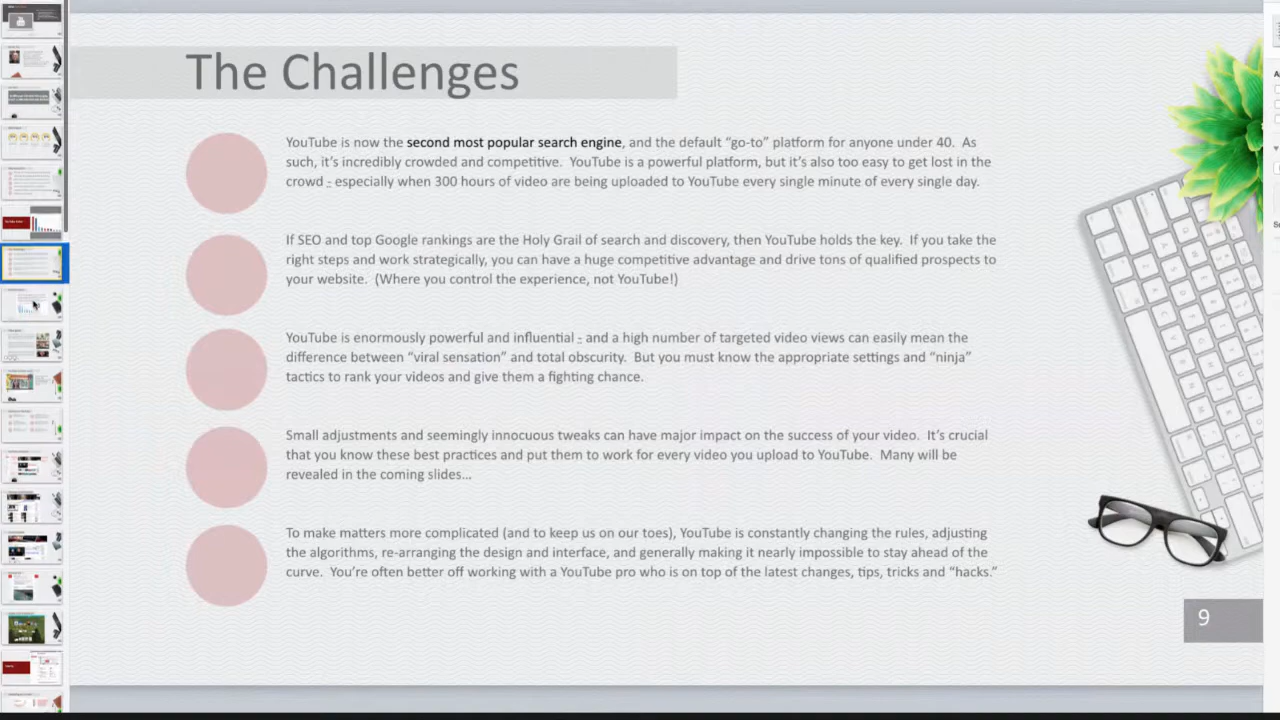 The Challenges
YouTube is now the second most popular search engine, and the default “go-to” platform for anyone under 40.  As
such, it’s incredibly crowded and competitive.  YouTube is a powerful platform, but it’s also too easy to get lost in the
crowd - especially when 300 hours of video are being uploaded to YouTube every single minute of every single day.
If SEO and top Google rankings are the Holy Grail of search and discovery, then YouTube holds the key.  If you take the
right steps and work strategically, you can have a huge competitive advantage and drive tons of qualified prospects to
your website.  (Where you control the experience, not YouTube!)
YouTube is enormously powerful and influential - and a high number of targeted video views can easily mean the
difference between “viral sensation” and total obscurity.  But you must know the appropriate settings and “ninja”
tactics to rank your videos and give them a fighting chance.
Small adjustments and seemingly innocuous tweaks can have major impact on the success of your video.  It’s crucial
that you know these best practices and put them to work for every video you upload to YouTube.  Many will be
revealed in the coming slides…
To make matters more complicated (and to keep us on our toes), YouTube is constantly changing the rules, adjusting
the algorithms, re-arranging the design and interface, and generally making it nearly impossible to stay ahead of the
curve.  You’re often better off working with a YouTube pro who is on top of the latest changes, tips, tricks and “hacks.”
9